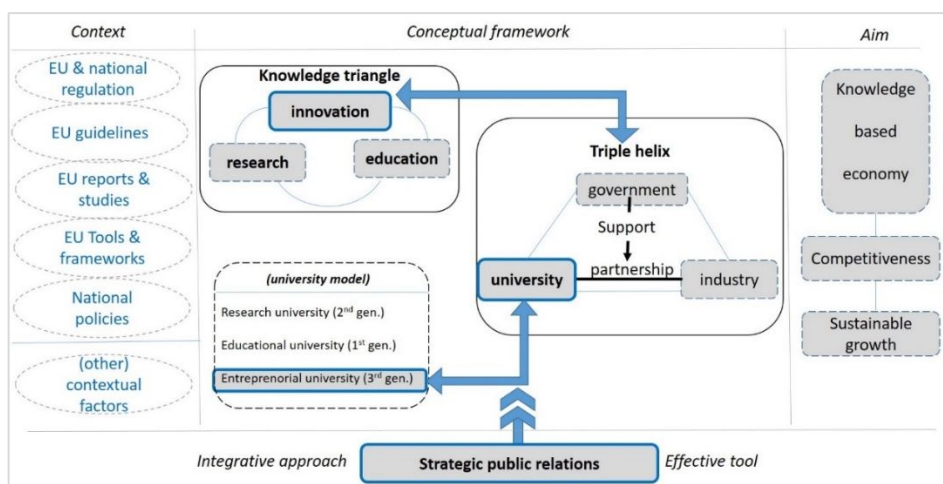 Context
EU & national
regulation
EU guidelines
EU reports &
studies
EU Tools &
frameworks
National
policies
(other)
contextual
factors
Conceptual framework
Knowledge triangle
innovation
research
education
Triple helix
government
Support
partnership
university
industry
(university model)
Research university (2nd gen.)
Educational university (1st gen.)
Entreprenorial university (3rd gen.)
Aim
Knowledge
based
economy
Competitiveness
Sustainable
growth
Integrative approach
Strategic public relations
Effective tool